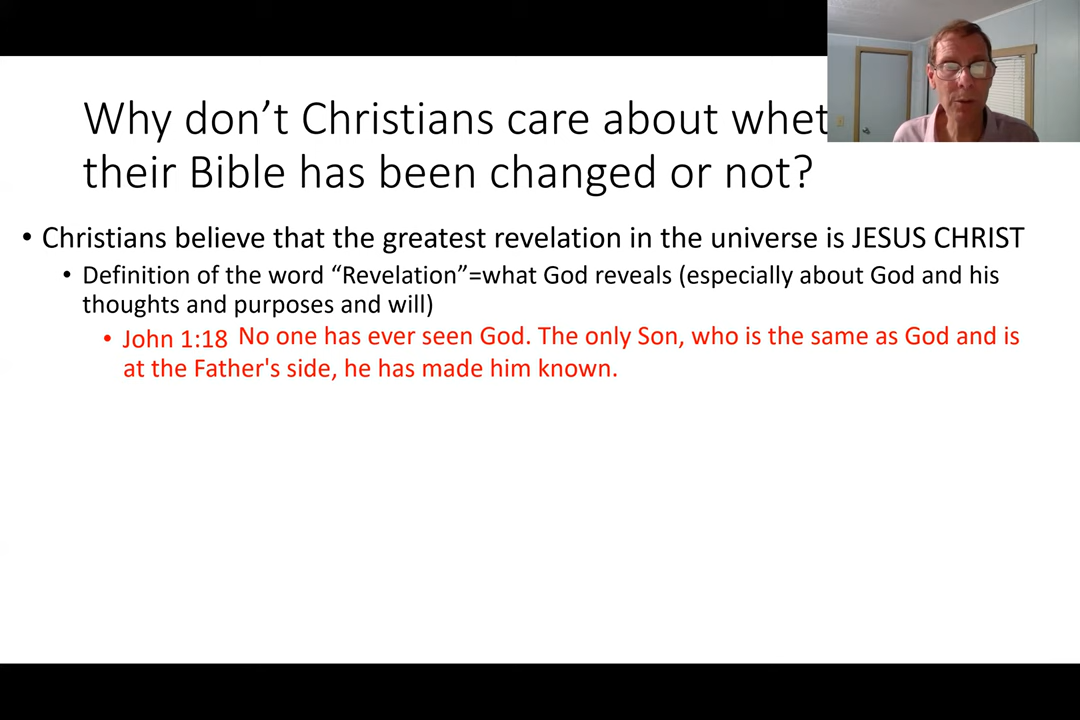 Why don’t Christians care about whet
their Bible has been changed or not?
• Christians believe that the greatest revelation in the universe is JESUS CHRIST
• Definition of the word “Revelation”=what God reveals (especially about God and his
thoughts and purposes and will)
• John 1:18 No one has ever seen God. The only Son, who is the same as God and is
at the Father's side, he has made him known.